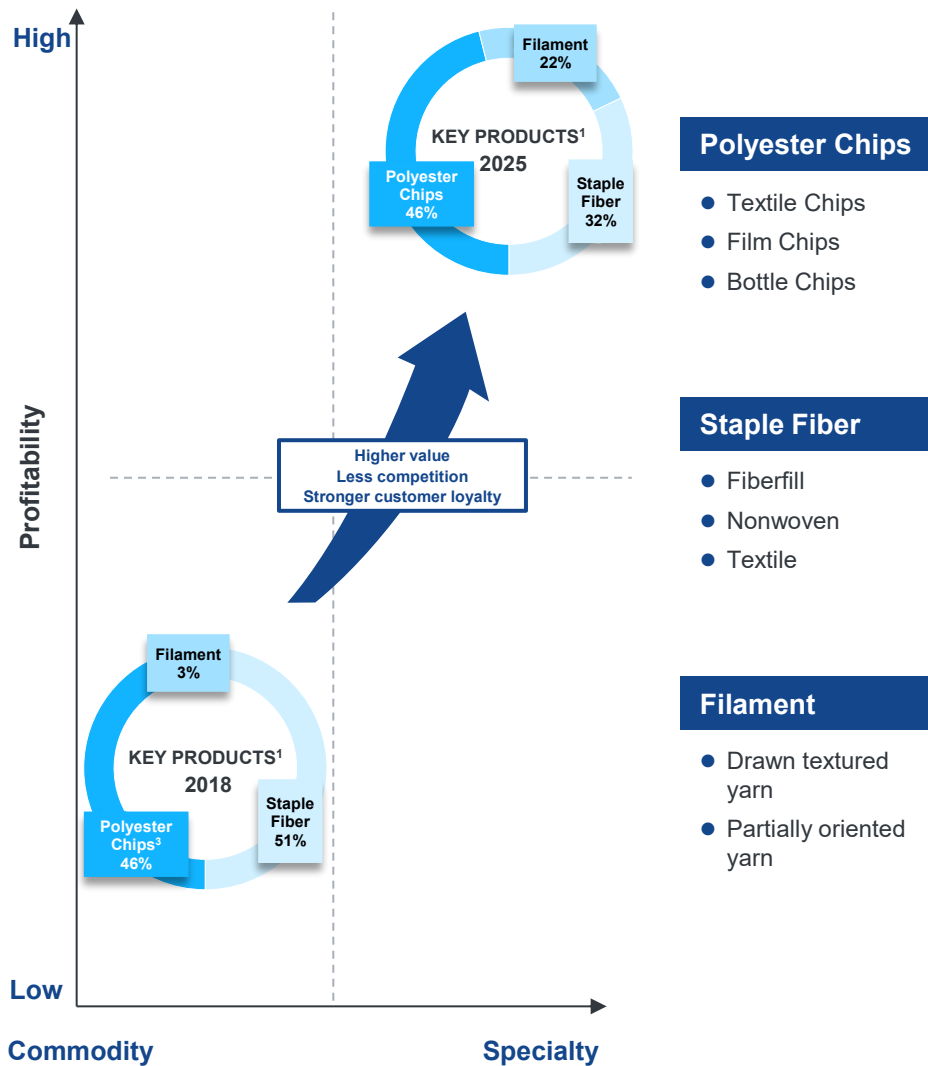 High
Filament
22%
KEY PRODUCTS¹
2025
Polyester
Chips
46%
Staple
Fiber
32%
Polyester Chips
Textile Chips
Film Chips
Bottle Chips
Profitability
Higher value
Less competition
Stronger customer loyalty
Staple Fiber
Fiberfill
Nonwoven
Textile
Filament
3%
KEY PRODUCTS¹
2018
Polyester
Chips³
46%
Staple
Fiber
51%
Filament
Drawn textured
yarn
Partially oriented
yarn
Low
Commodity
Specialty